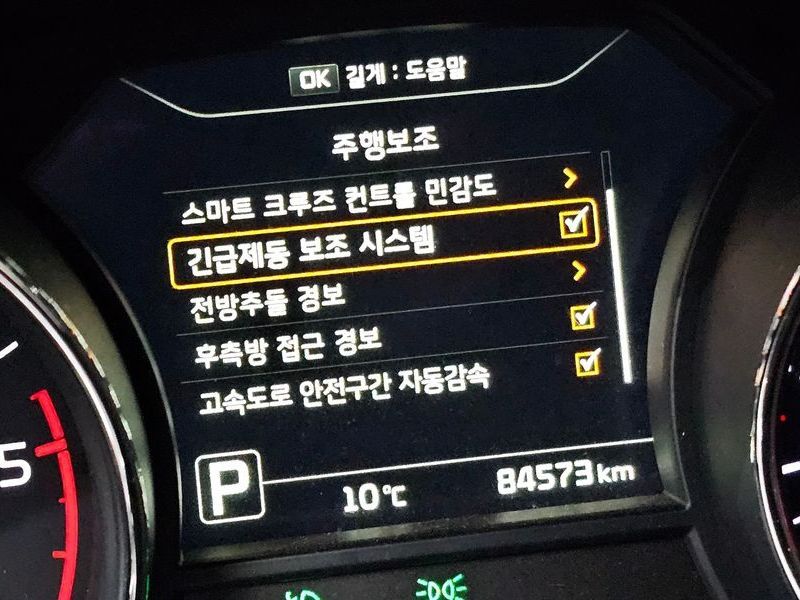 OK 길게 : 도움말
주행보조
스마트 크루즈 컨트롤 민감도
긴급제동 보조 시스템
전방추돌 경보
후측방 접근 경보
고속도로 안전구간 자동감속
P 10℃ 84573km
5